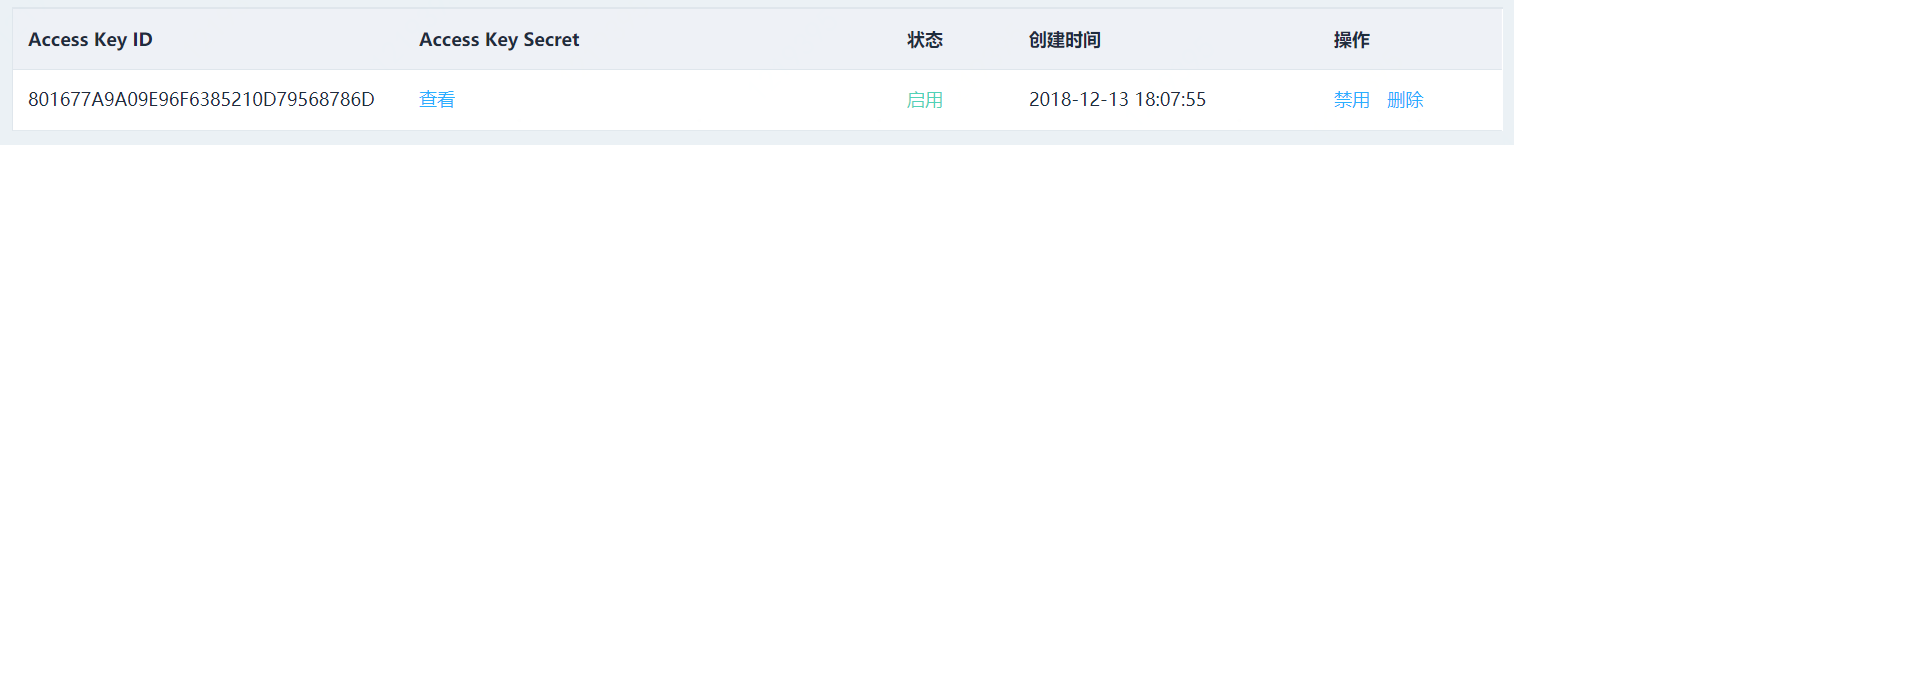 Access Key ID Access Key Secret 状态 创建时间 操作
801677A9A09E96F6385210D79568786D 查看 启用 2018-12-13 18:07:55 禁用 删除